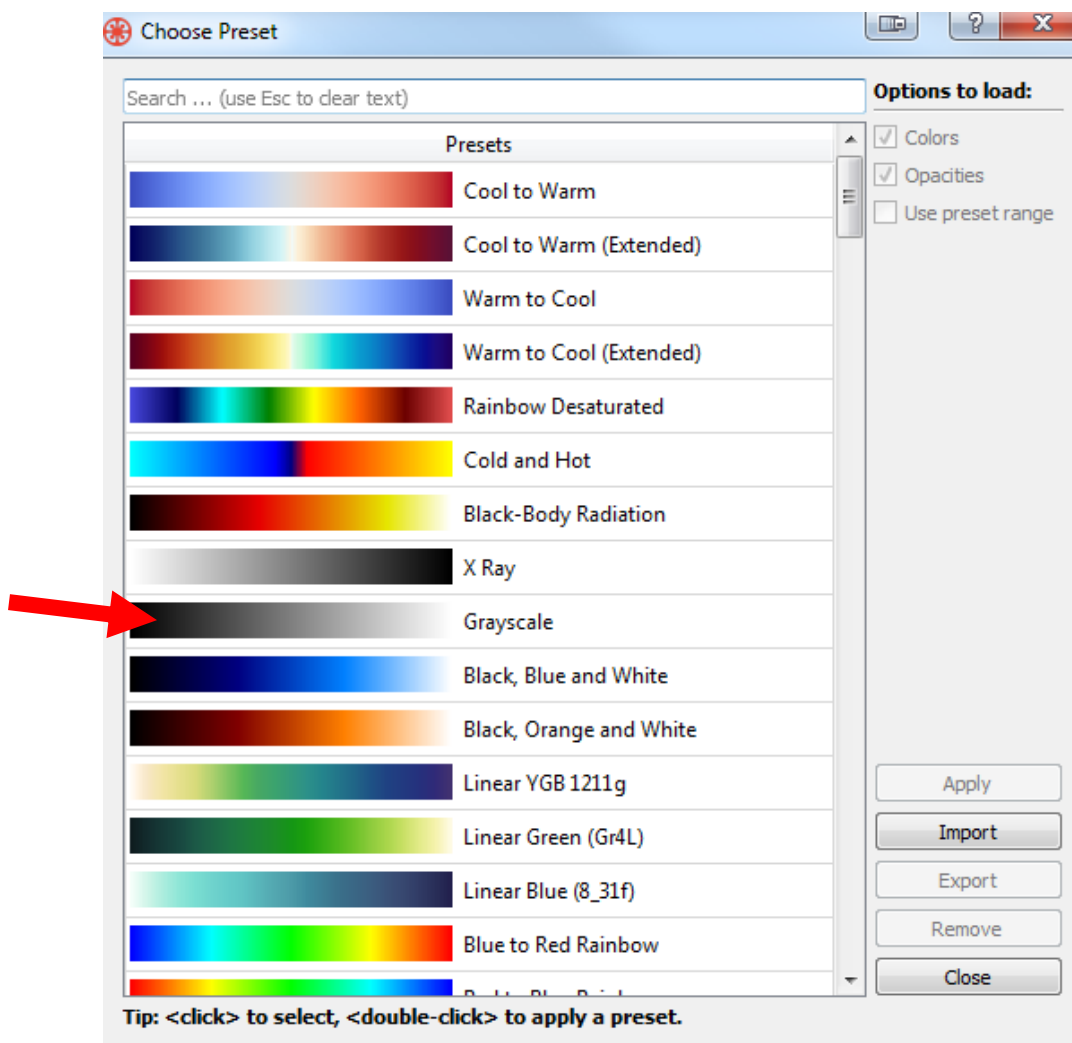 Choose Preset
?
X
Search ... (use Esc to clear text)
Options to load:
Presets
Colors
Opacities
Use preset range
Cool to Warm
Cool to Warm (Extended)
Warm to Cool
Warm to Cool (Extended)
Rainbow Desaturated
Cold and Hot
Black-Body Radiation
X Ray
Grayscale
Black, Blue and White
Black, Orange and White
Linear YGB 1211g
Linear Green (Gr4L)
Linear Blue (8_31f)
Blue to Red Rainbow
Apply
Import
Export
Remove
Close
Tip: <click> to select, <double-click> to apply a preset.